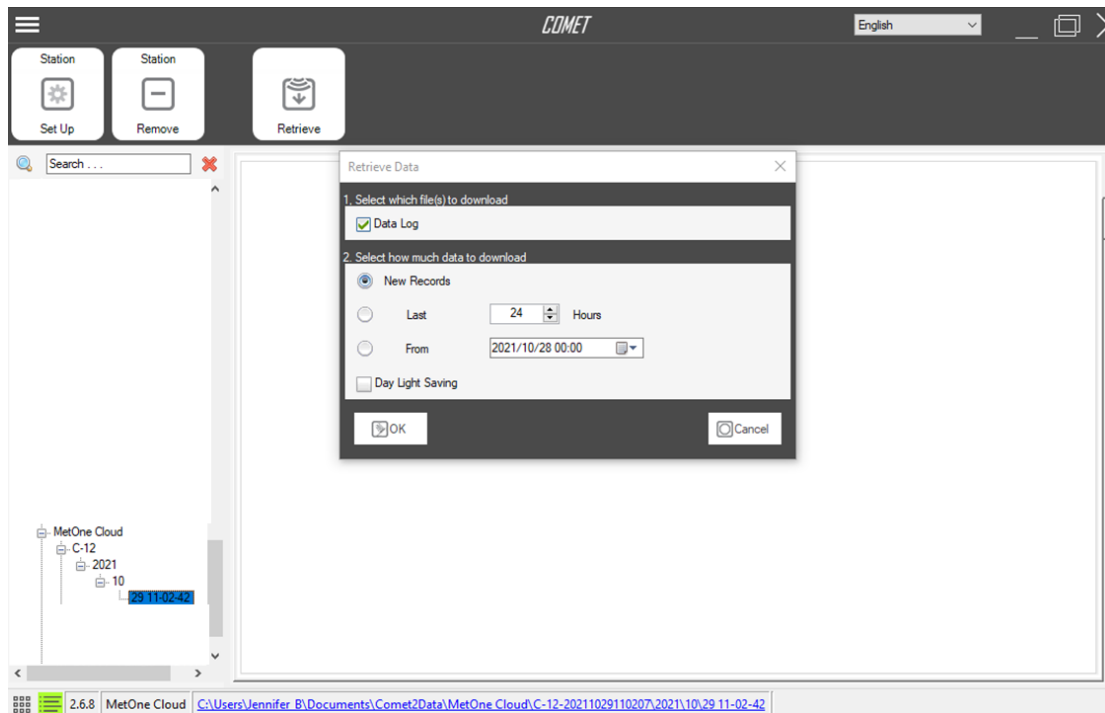 COMET
English
Station
Set Up
Station
Remove
Retrieve
Search . . .
Retrieve Data
1, Select which file(s) to download
Data Log
2. Select how much data to download
New Records
Last 24 Hours
From 2021/10/28 00:00
Day Light Saving
OK
Cancel
MetOne Cloud
C-12
2021
10
29 11-02-42
2.6.8 MetOne Cloud C:\Users\Jennifer B\Documents\Comet2Data\MetOne Cloud\C-12-20211029110207\2021\10\29 11-02-42